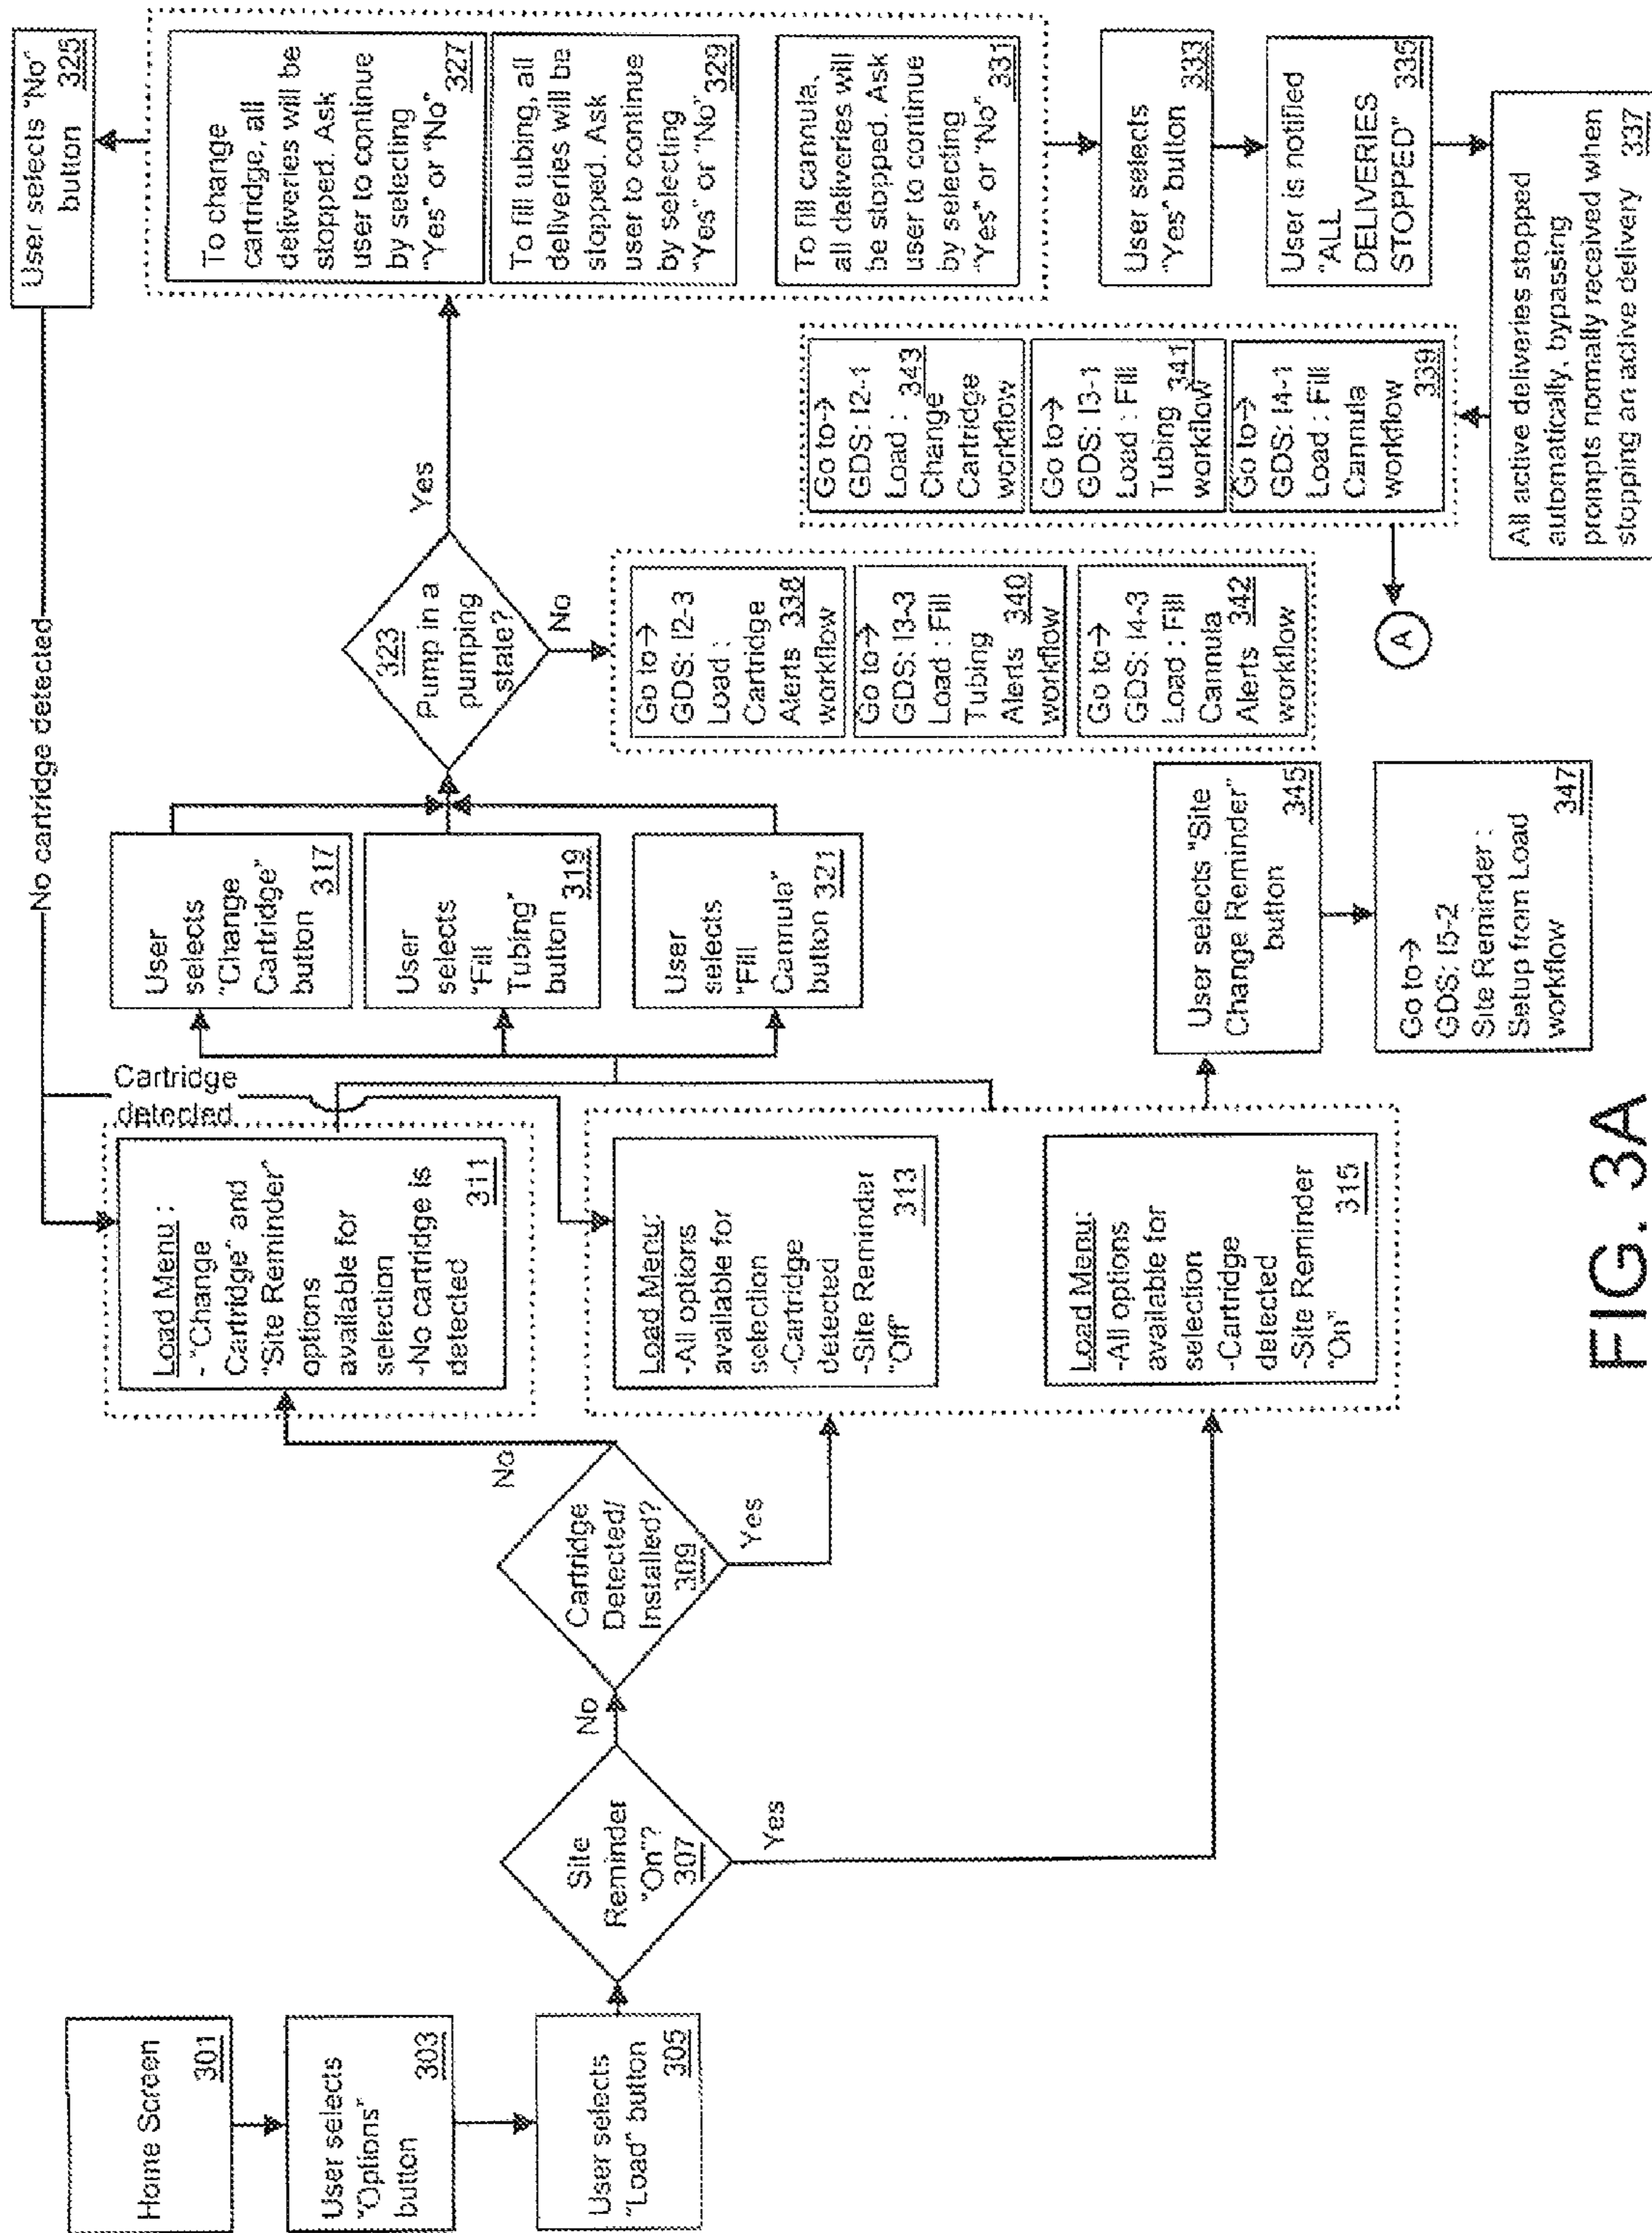 Home Screen
301
User selects
"Options"
button 303
User selects
"Load" button
305
Site
Reminder
"On"?
307
No
Yes
Cartridge
Detected/
Installed?
309
No
Yes
Load Menu :
- "Change
Cartridge" and
"Site Reminder"
options
available for
selection
-No cartridge is
detected 311
Load Menu:
-All options
available for
selection
-Cartridge
detected
-Site Reminder
"Off" 313
Load Menu:
-All options
available for
selection
-Cartridge
detected
-Site Reminder
"On" 315
Cartridge
detected
No cartridge detected
User
selects
"Change
Cartridge"
button 317
User
selects
"Fill
Tubing"
button 319
User
selects
"Fill
Cannula"
button 321
User selects "Site
Change Reminder"
button 345
Go to→
GDS: I5-2
Site Reminder :
Setup from Load
workflow 347
323
Pump in a
pumping
state?
Yes
No
Go to→
GDS: I2-3
Load :
Cartridge
Alerts 338
workflow
Go to→
GDS: I3-3
Load : Fill
Tubing
Alerts 340
workflow
Go to→
GDS: I4-3
Load : Fill
Cannula
Alerts 342
workflow
User selects "No"
button 325
To change
cartridge, all
deliveries will be
stopped. Ask
user to continue
by selecting
"Yes" or "No" 327
To fill tubing, all
deliveries will be
stopped. Ask
user to continue
by selecting
"Yes" or "No" 329
To fill cannula,
all deliveries will
be stopped. Ask
user to continue
by selecting
"Yes" or "No" 331
User selects
"Yes" button 333
User is notified
"ALL
DELIVERIES
STOPPED" 335
All active deliveries stopped
automatically, bypassing
prompts normally received when
stopping an active delivery 337
Go to→
GDS: I2-1
Load : 343
Change
Cartridge
workflow
Go to→
GDS: I3-1
Load : Fill
Tubing 341
workflow
Go to→
GDS: I4-1
Load : Fill
Cannula
workflow 339
A
FIG. 3A